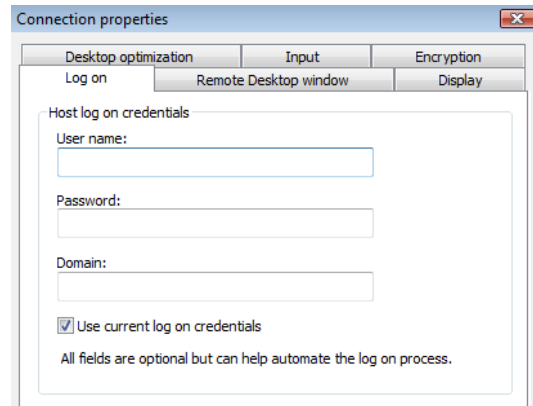 Connection properties
Desktop optimization Input Encryption
Log on Remote Desktop window Display
Host log on credentials
User name:
Password:
Domain:
Use current log on credentials
All fields are optional but can help automate the log on process.